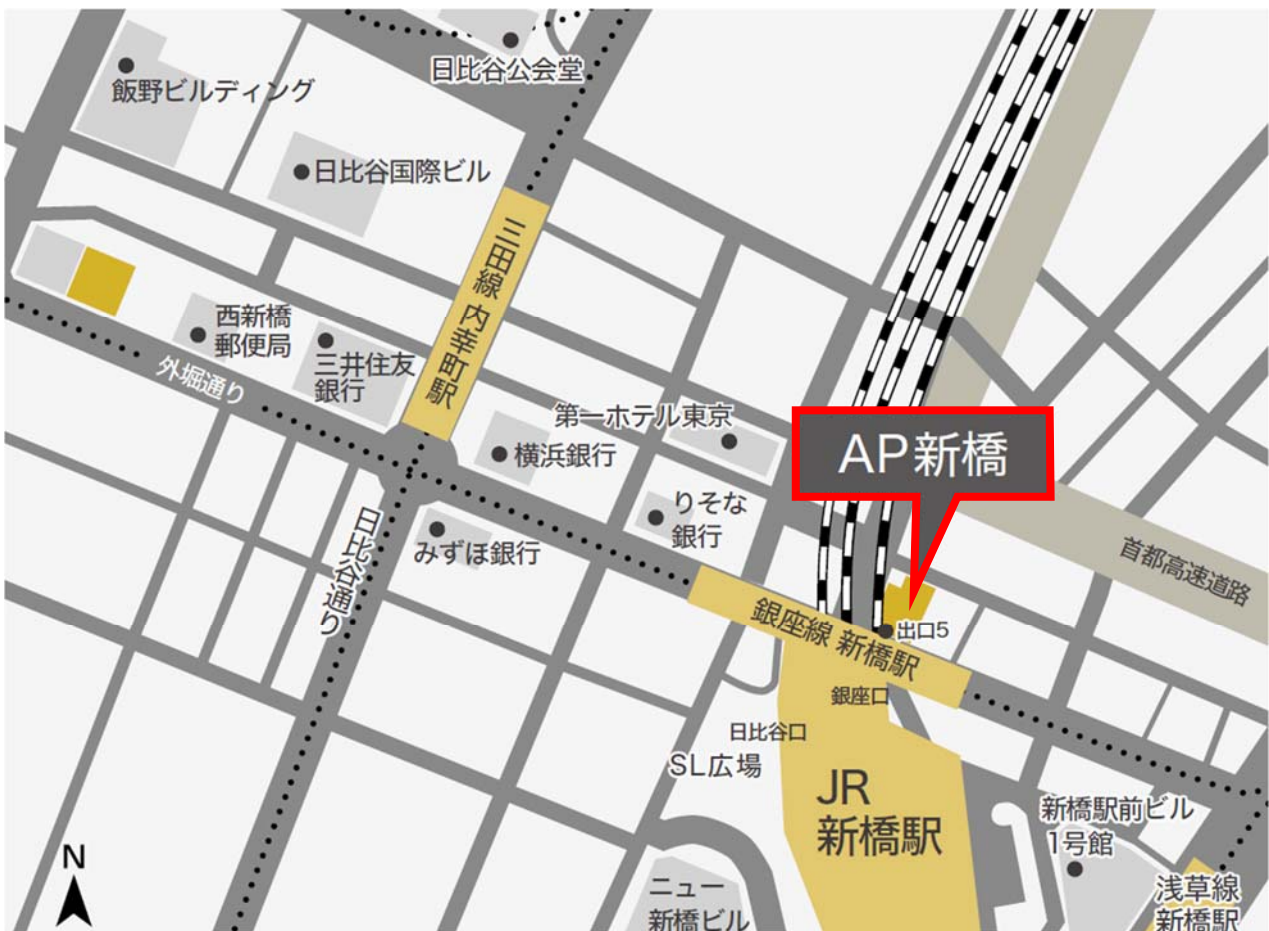 日比谷公会堂
飯野ビルディング
日比谷国際ビル
三田線 内幸町駅
西新橋
郵便局
三井住友
銀行
外堀通り
第一ホテル東京
横浜銀行
AP新橋
りそな
銀行
みずほ銀行
日比谷通り
首都高速道路
出口5
銀座線 新橋駅
銀座口
日比谷口
SL広場
JR
新橋駅
新橋駅前ビル
1号館
N
ニュー
新橋ビル
浅草線
新橋駅